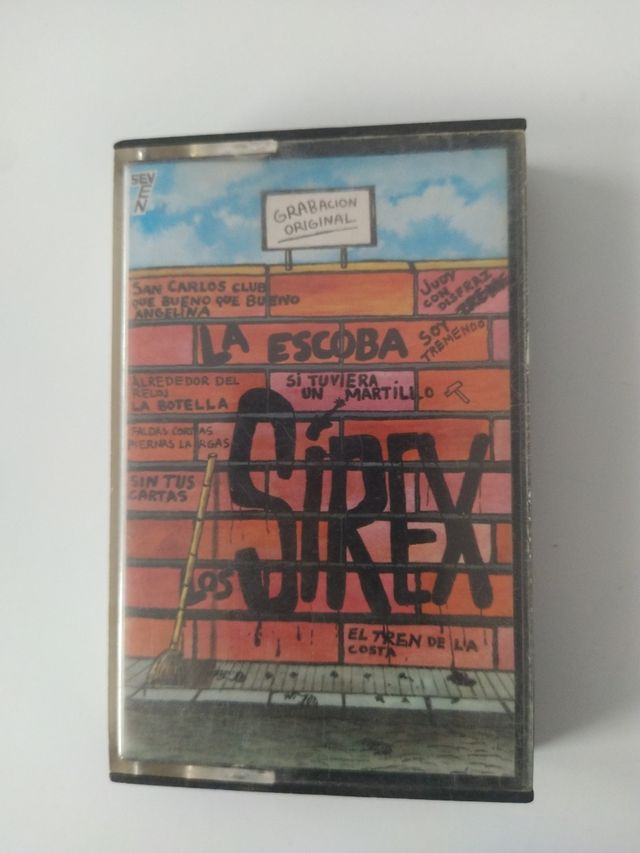 SEVEN
GRABACION
ORIGINAL
SAN CARLOS CLUB
QUE BUENO QUE BUENO
ANGELINA
JUDY
CON
DISFRAZ
LA ESCOBA
SOY
TREMENDO
ALREDEDOR DEL
RELOJ
LA BOTELLA
SI TUVIERA
UN MARTILLO
FALDAS CORTAS
PIERNAS LARGAS
SIN TUS
CARTAS
LOS SIREX
EL TREN DE LA
COSTA